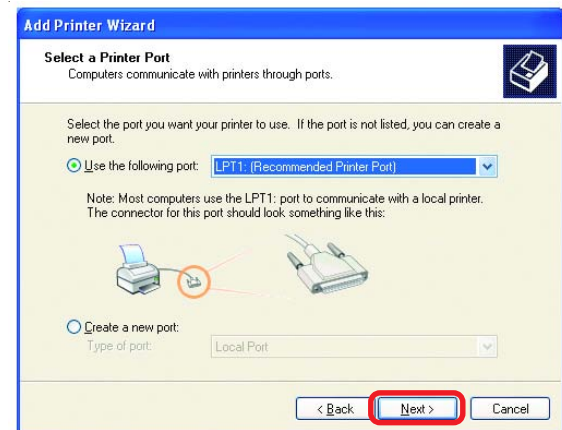 Add Printer Wizard
Select a Printer Port
Computers communicate with printers through ports.
Select the port you want your printer to use. If the port is not listed, you can create a
new port.
Use the following port: LPT1: (Recommended Printer Port)
Note: Most computers use the LPT1: port to communicate with a local printer.
The connector for this port should look something like this:
Create a new port:
Type of port: Local Port
< Back Next > Cancel